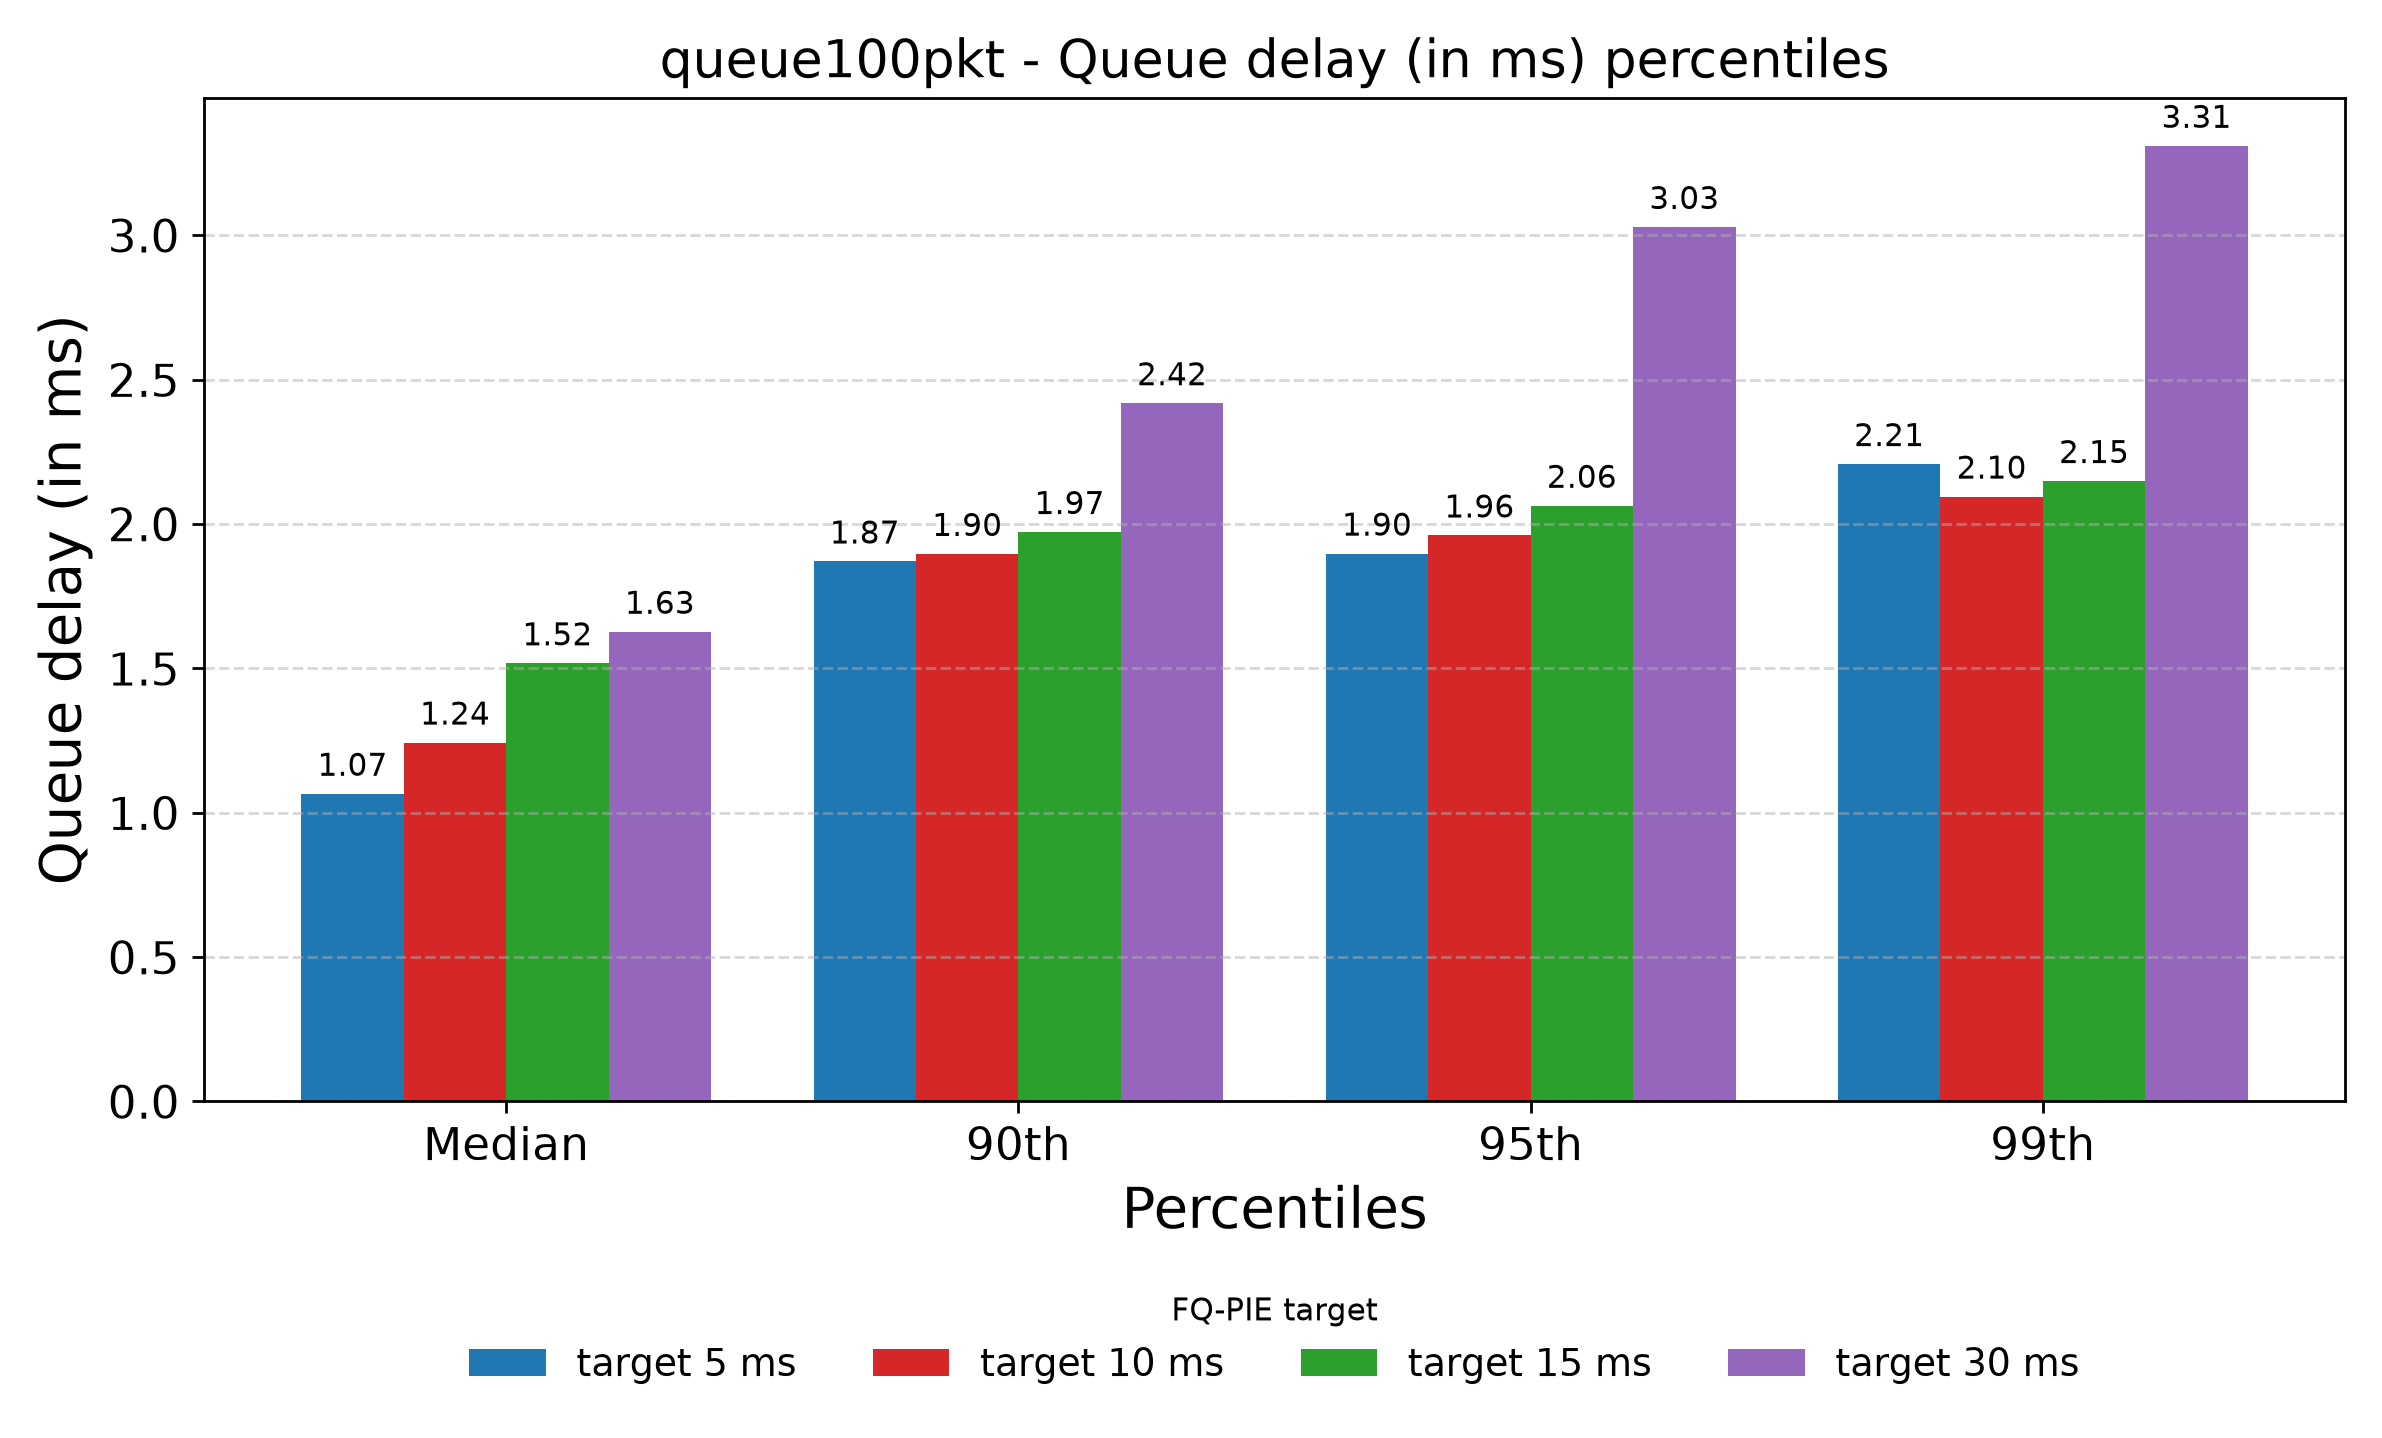 queue100pkt - Queue delay (in ms) percentiles
Queue delay (in ms)
3.0
2.5
2.0
1.5
1.0
0.5
0.0
1.07
1.24
1.52
1.63
1.87
1.90
1.97
2.42
1.90
1.96
2.06
3.03
2.21
2.10
2.15
3.31
Median
90th
95th
99th
Percentiles
FQ-PIE target
target 5 ms
target 10 ms
target 15 ms
target 30 ms